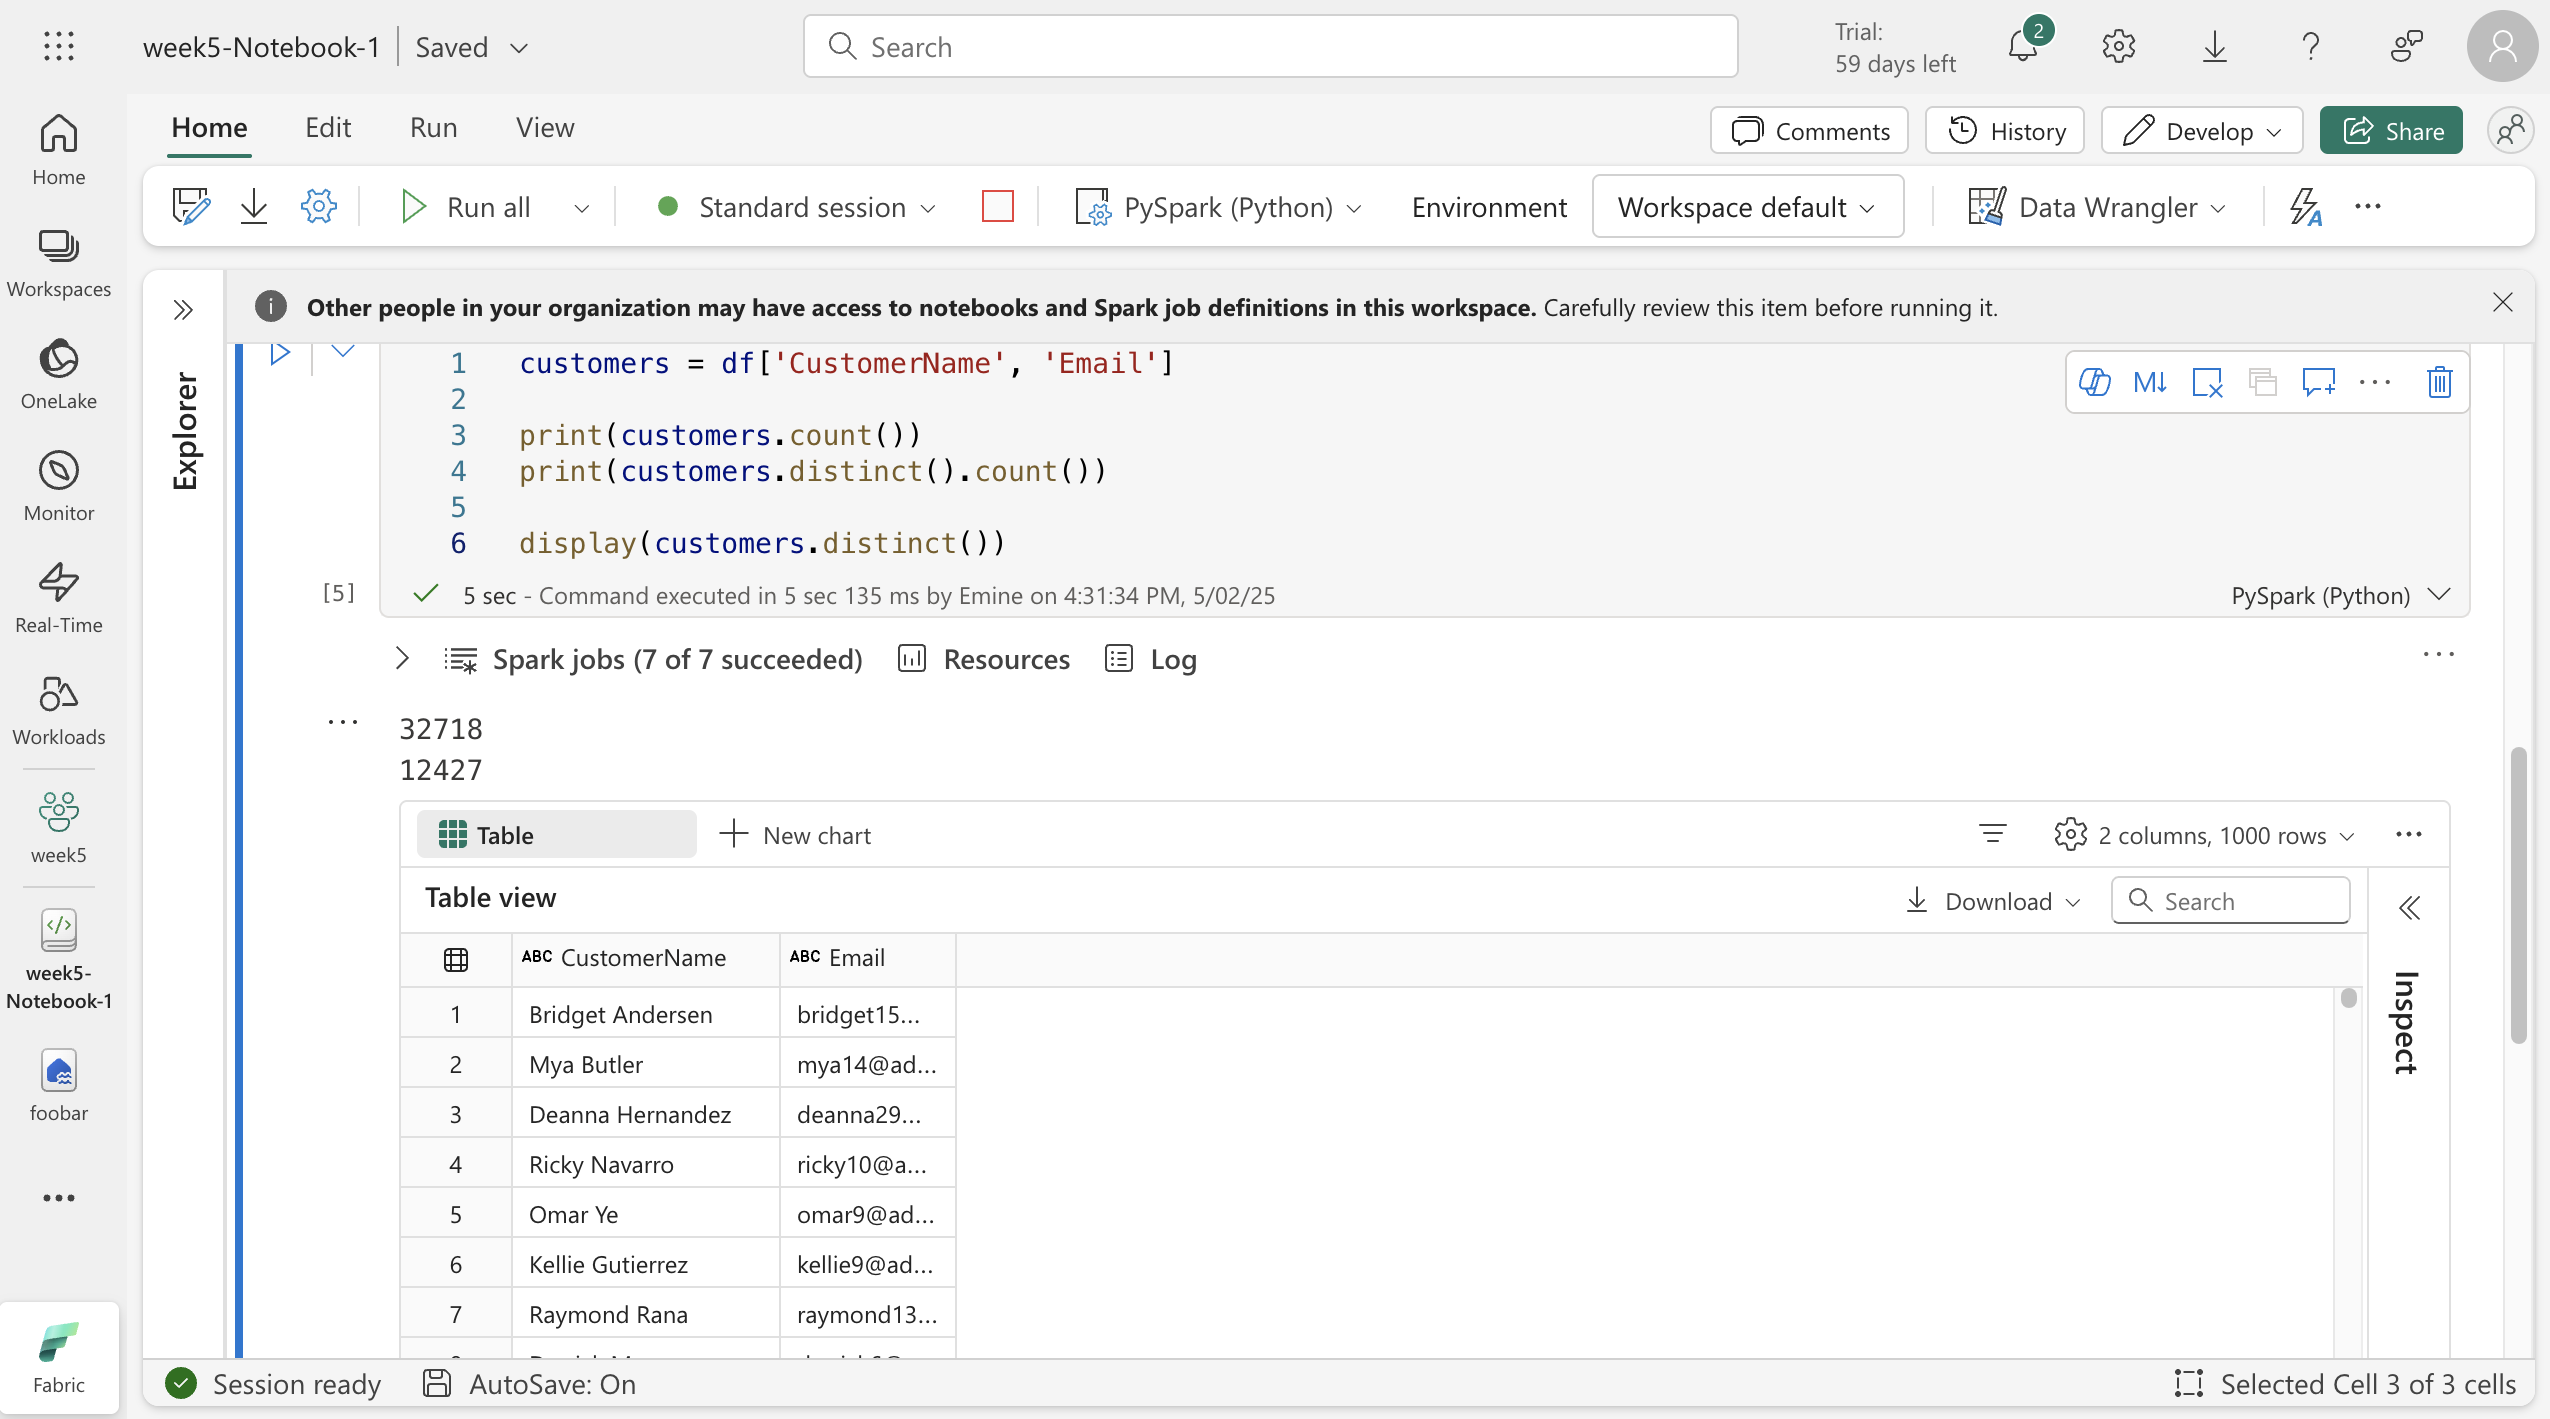 week5-Notebook-1 | Saved
Search
Trial:
59 days left
2
Home
Edit
Run
View
Comments
History
Develop
Share
Run all
Standard session
PySpark (Python)
Environment
Workspace default
Data Wrangler
Home
Workspaces
OneLake
Monitor
Real-Time
Workloads
week5
week5-
Notebook-1
foobar
Fabric
Explorer
Other people in your organization may have access to notebooks and Spark job definitions in this workspace. Carefully review this item before running it.
1 customers = df['CustomerName', 'Email']
2
3 print(customers.count())
4 print(customers.distinct().count())
5
6 display(customers.distinct())
M↓
[5]
5 sec - Command executed in 5 sec 135 ms by Emine on 4:31:34 PM, 5/02/25
PySpark (Python)
Spark jobs (7 of 7 succeeded)
Resources
Log
32718
12427
Table
New chart
2 columns, 1000 rows
Table view
Download
Search
Inspect
ABC CustomerName ABC Email
1 Bridget Andersen bridget15...
2 Mya Butler mya14@ad...
3 Deanna Hernandez deanna29...
4 Ricky Navarro ricky10@a...
5 Omar Ye omar9@ad...
6 Kellie Gutierrez kellie9@ad...
7 Raymond Rana raymond13...
Session ready
AutoSave: On
Selected Cell 3 of 3 cells